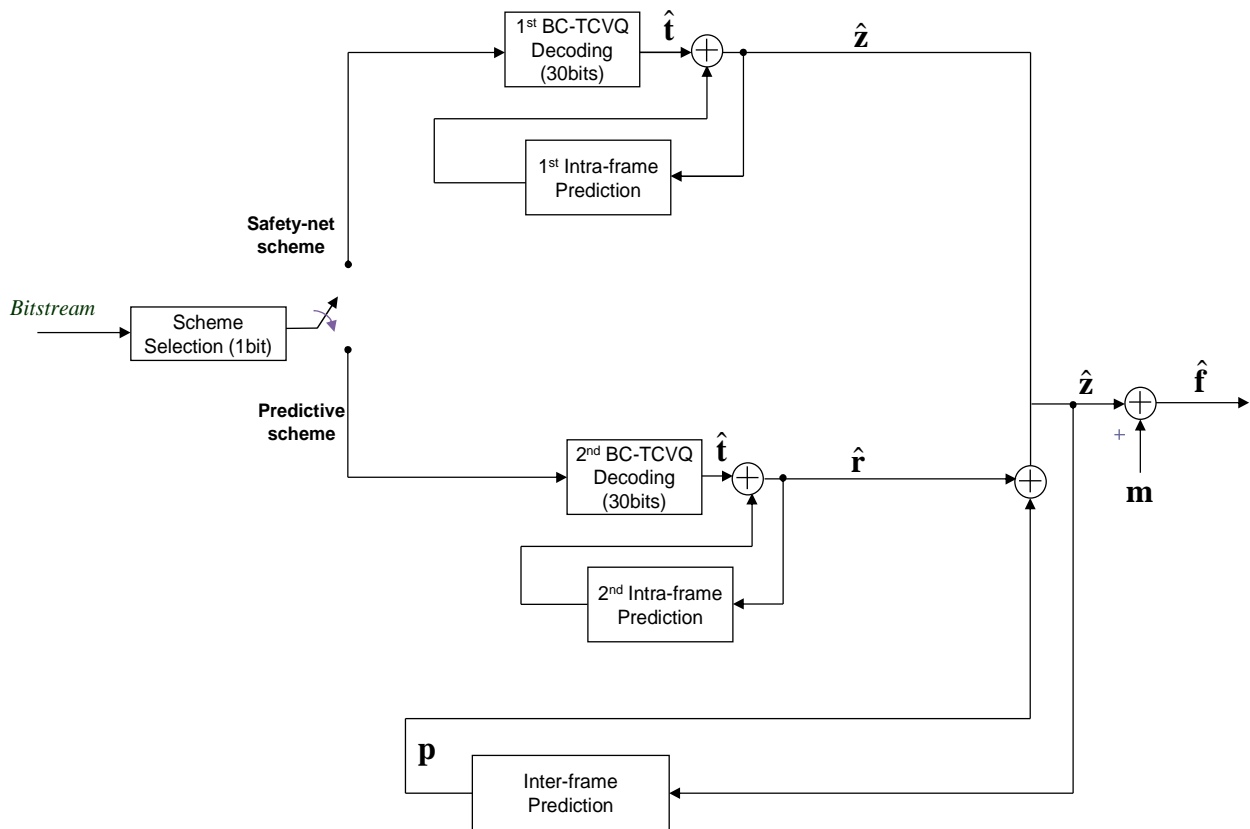 1st BC-TCVQ
Decoding
(30bits)
t̂
ẑ
1st Intra-frame
Prediction
Safety-net
scheme
Bitstream
Scheme
Selection (1bit)
Predictive
scheme
2nd BC-TCVQ
Decoding
(30bits)
t̂
r̂
ẑ
f̂
+
m
2nd Intra-frame
Prediction
p
Inter-frame
Prediction